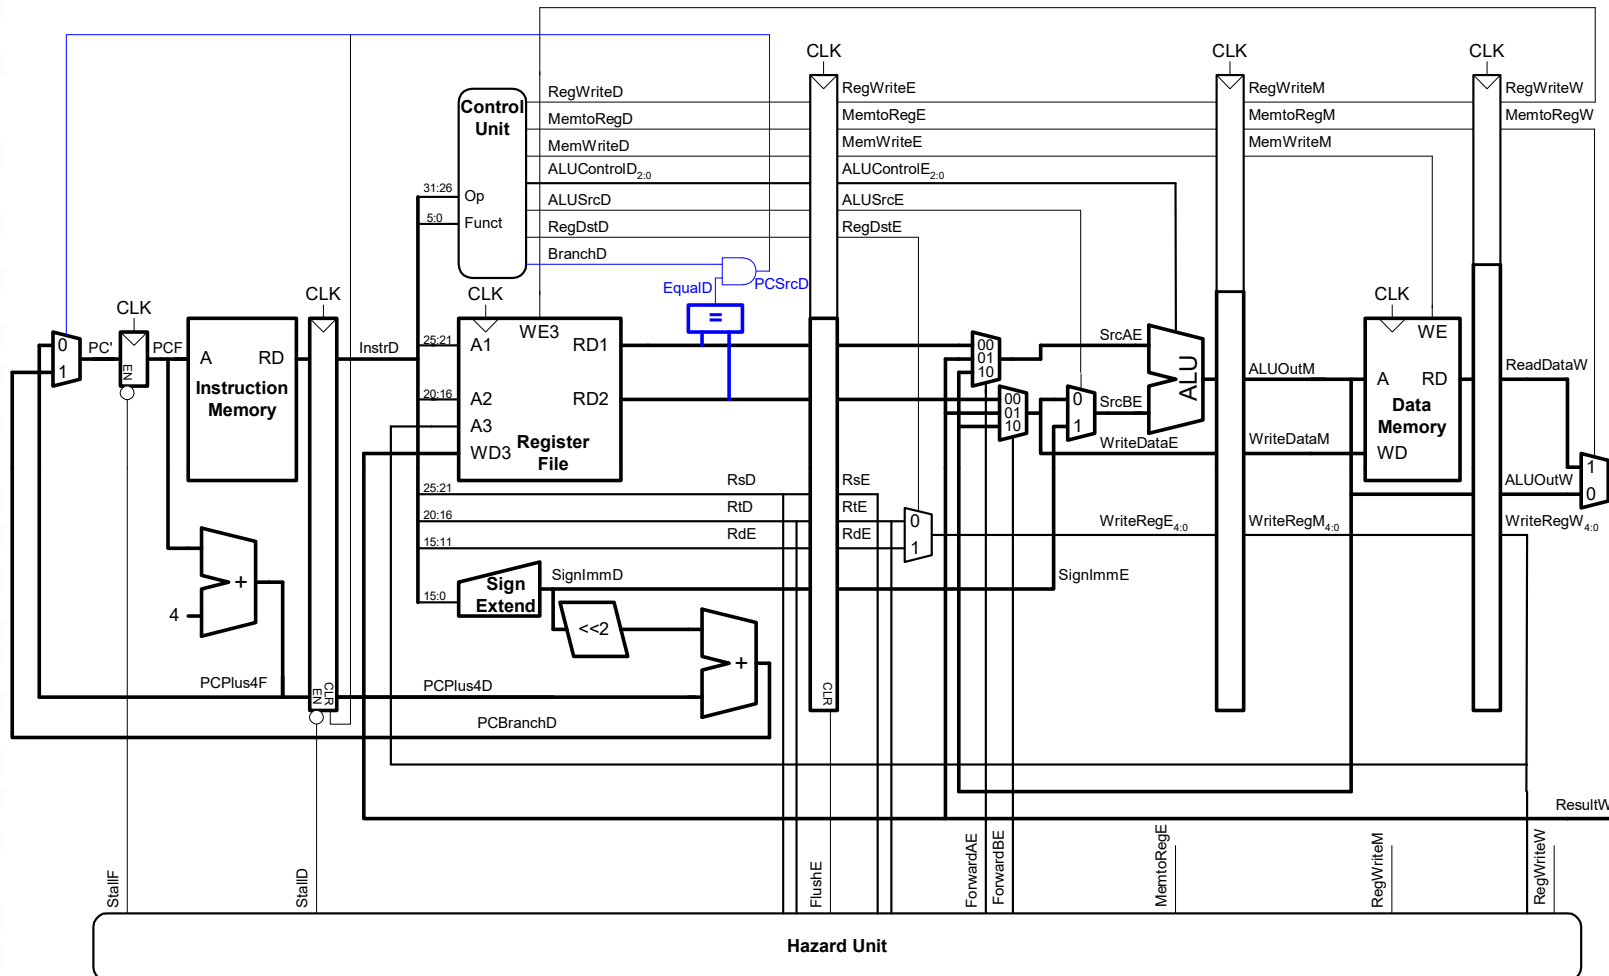 CLK
CLK
CLK
RegWriteD
RegWriteE
RegWriteM
RegWriteW
Control
Unit
MemtoRegD
MemtoRegE
MemtoRegM
MemtoRegW
MemWriteD
MemWriteE
MemWriteM
ALUControlD2:0
ALUControlE2:0
31:26
Op
ALUSrcD
ALUSrcE
5:0
Funct
RegDstD
RegDstE
BranchD
EqualD
PCSrcD
CLK
CLK
CLK
CLK
=
WE3
WE
0
1
PC'
EN
PCF
A
RD
Instruction
Memory
InstrD
25:21
A1
RD1
00
01
10
SrcAE
ALU
ALUOutM
A
RD
Data
Memory
WD
ReadDataW
20:16
A2
RD2
00
01
10
0
1
SrcBE
A3
WD3
Register
File
WriteDataE
WriteDataM
1
0
ALUOutW
25:21
RsD
RsE
20:16
RtD
RtE
0
1
15:11
RdE
RdE
WriteRegE4:0
WriteRegM4:0
WriteRegW4:0
+
4
SignImmD
SignImmE
15:0
Sign
Extend
<<2
+
PCPlus4F
EN
CLR
PCPlus4D
CLR
PCBranchD
ResultW
StallF
StallD
FlushE
ForwardAE
ForwardBE
MemtoRegE
RegWriteM
RegWriteW
Hazard Unit